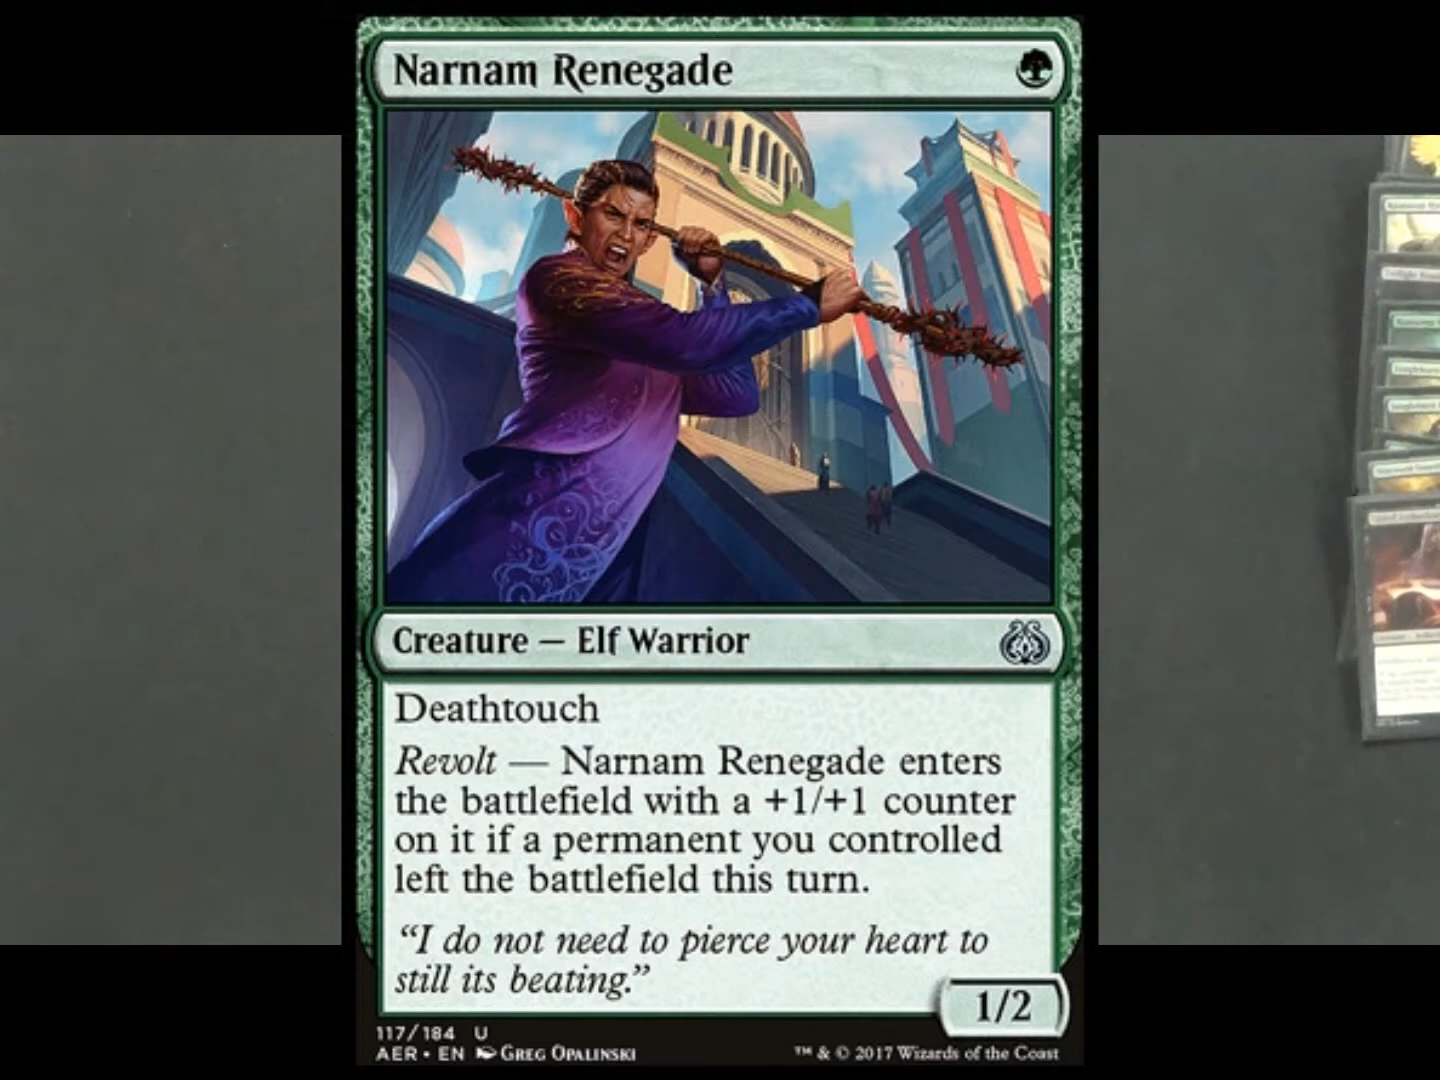 Narnam Renegade
Creature — Elf Warrior
Deathtouch
Revolt — Narnam Renegade enters
the battlefield with a +1/+1 counter
on it if a permanent you controlled
left the battlefield this turn.
“I do not need to pierce your heart to
still its beating.”
1/2
117/184 U
AER • EN Greg Opalinski
™ & © 2017 Wizards of the Coast